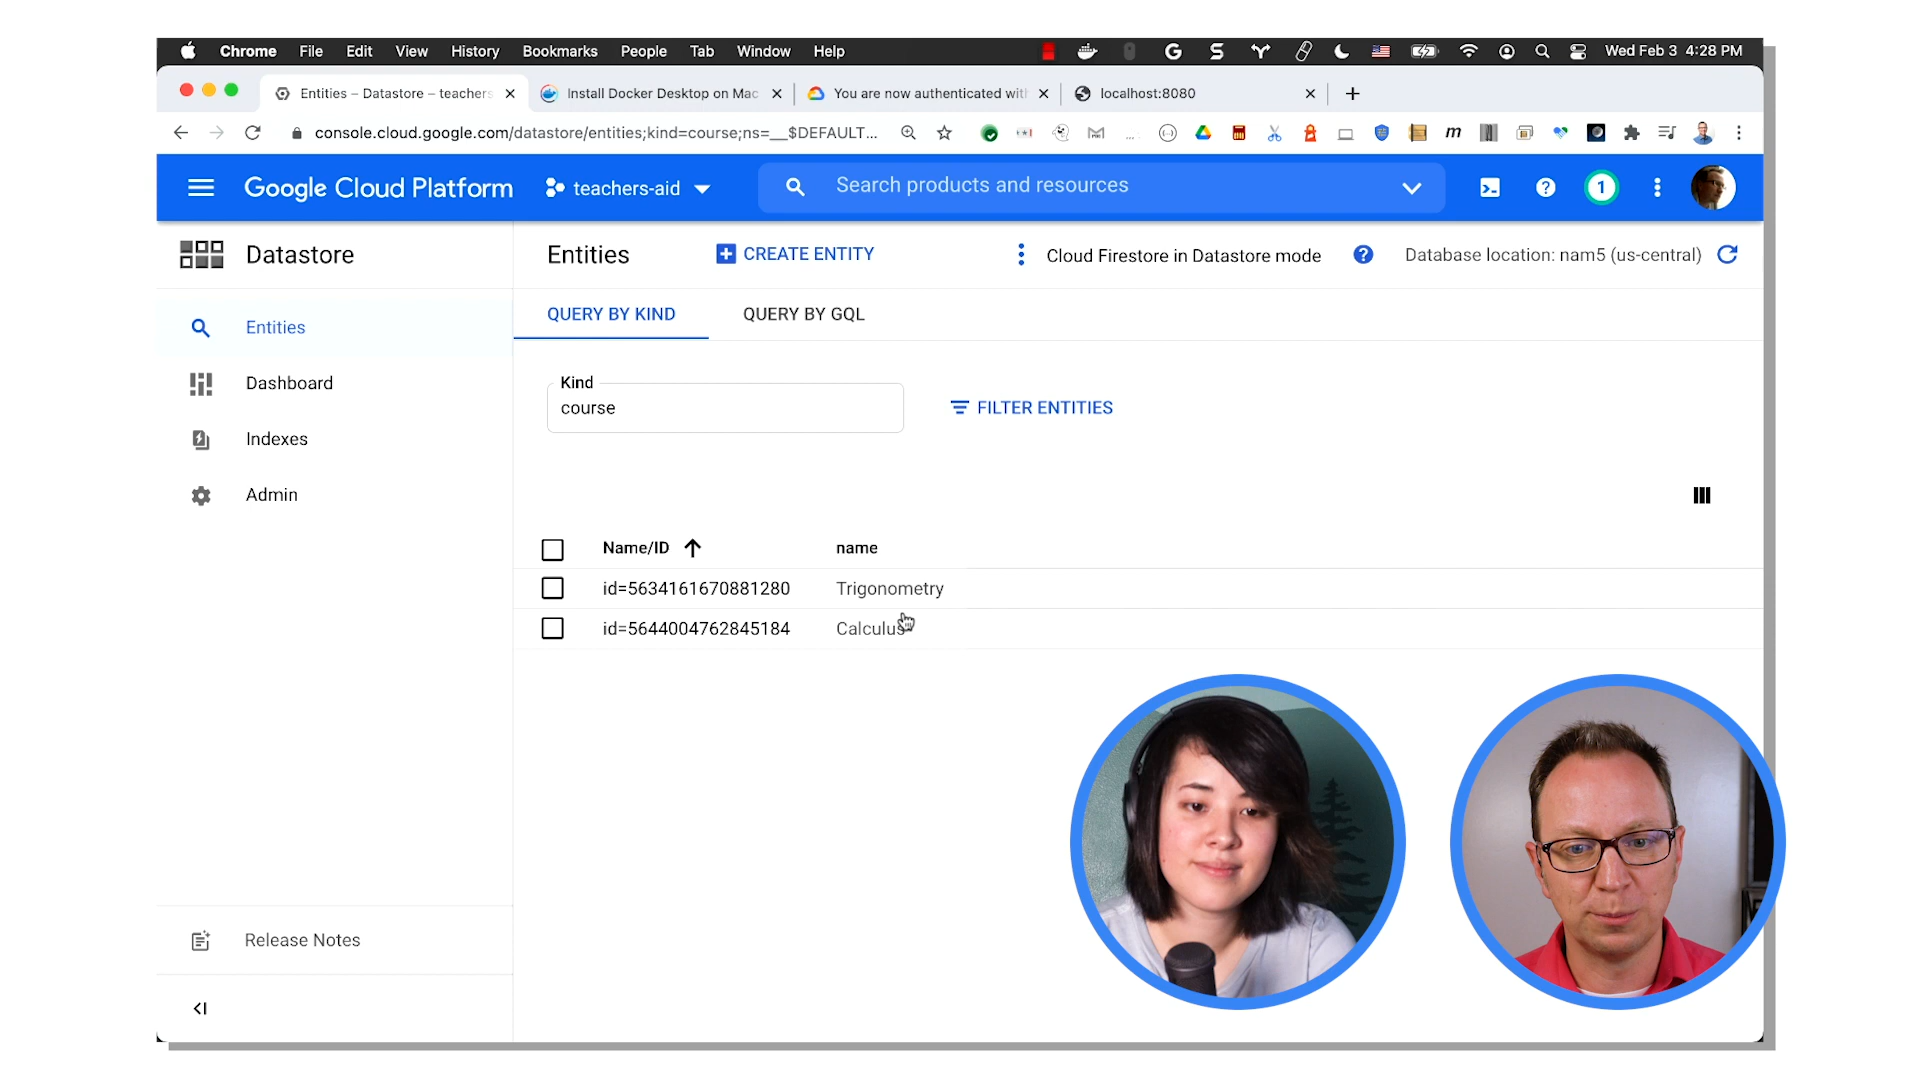 Chrome File Edit View History Bookmarks People Tab Window Help Wed Feb 3 4:28 PM
Entities – Datastore – teachers Install Docker Desktop on Mac You are now authenticated with localhost:8080
console.cloud.google.com/datastore/entities;kind=course;ns=__$DEFAULT...
Google Cloud Platform teachers-aid Search products and resources 1
Datastore Entities CREATE ENTITY Cloud Firestore in Datastore mode Database location: nam5 (us-central)
QUERY BY KIND QUERY BY GQL
Entities
Dashboard
Indexes
Admin
Kind
course FILTER ENTITIES
Name/ID name
id=5634161670881280 Trigonometry
id=5644004762845184 Calculus
Release Notes